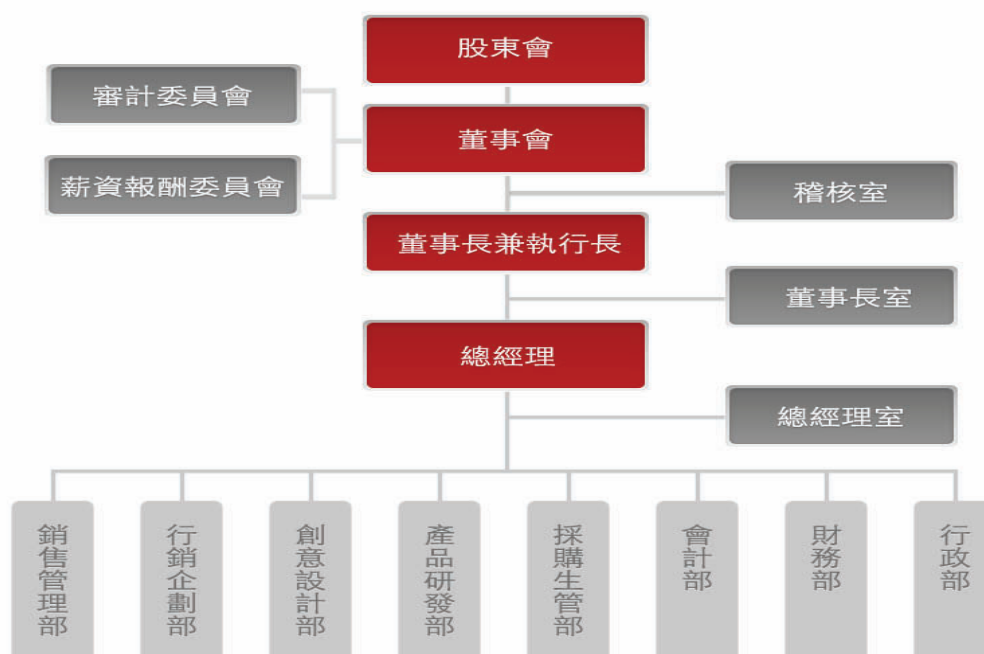 股東會
審計委員會
董事會
薪資報酬委員會
稽核室
董事長兼執行長
董事長室
總經理
總經理室
銷售管理部
行銷企劃部
創意設計部
產品研發部
採購生管部
會計部
財務部
行政部